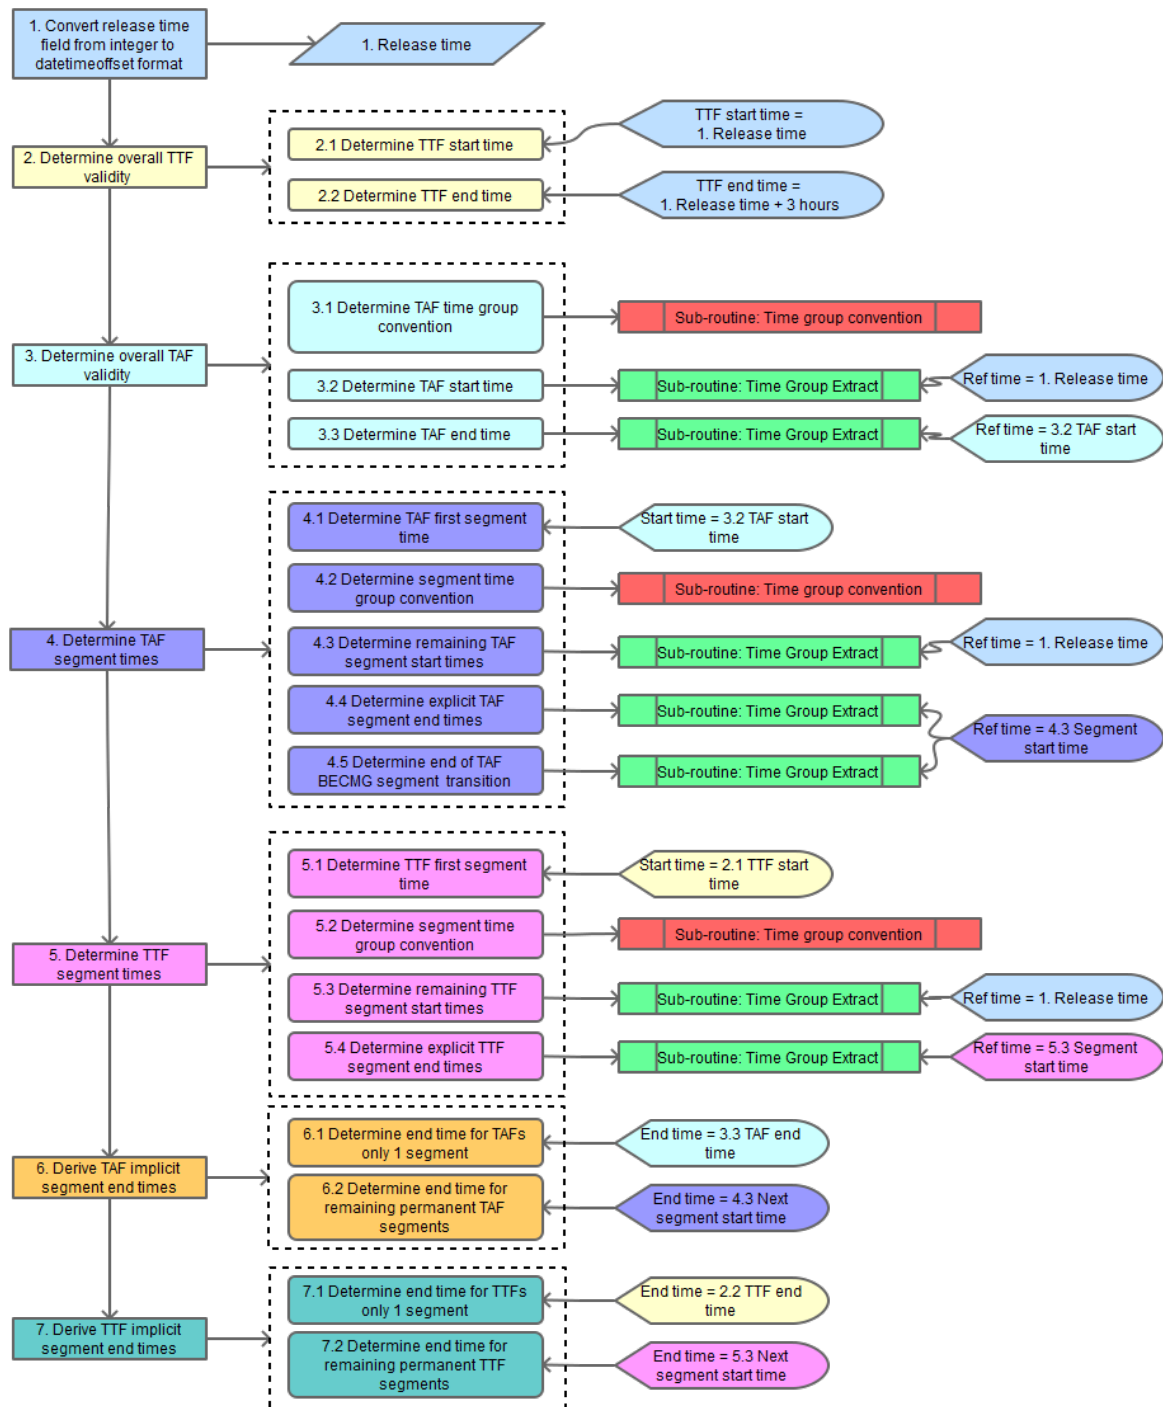 1. Convert release time
field from integer to
datetimeoffset format
1. Release time
2. Determine overall TTF
validity
2.1 Determine TTF start time
TTF start time =
1. Release time
2.2 Determine TTF end time
TTF end time =
1. Release time + 3 hours
3. Determine overall TAF
validity
3.1 Determine TAF time group
convention
Sub-routine: Time group convention
3.2 Determine TAF start time
Sub-routine: Time Group Extract
Ref time = 1. Release time
3.3 Determine TAF end time
Sub-routine: Time Group Extract
Ref time = 3.2 TAF start
time
4. Determine TAF
segment times
4.1 Determine TAF first segment
time
Start time = 3.2 TAF start
time
4.2 Determine segment time
group convention
Sub-routine: Time group convention
4.3 Determine remaining TAF
segment start times
Sub-routine: Time Group Extract
Ref time = 1. Release time
4.4 Determine explicit TAF
segment end times
Sub-routine: Time Group Extract
Ref time = 4.3 Segment
start time
4.5 Determine end of TAF
BECMG segment transition
Sub-routine: Time Group Extract
5. Determine TTF
segment times
5.1 Determine TTF first segment
time
Start time = 2.1 TTF start
time
5.2 Determine segment time
group convention
Sub-routine: Time group convention
5.3 Determine remaining TTF
segment start times
Sub-routine: Time Group Extract
Ref time = 1. Release time
5.4 Determine explicit TTF
segment end times
Sub-routine: Time Group Extract
Ref time = 5.3 Segment
start time
6. Derive TAF implicit
segment end times
6.1 Determine end time for TAFs
only 1 segment
End time = 3.3 TAF end
time
6.2 Determine end time for
remaining permanent TAF
segments
End time = 4.3 Next
segment start time
7. Derive TTF implicit
segment end times
7.1 Determine end time for TTFs
only 1 segment
End time = 2.2 TTF end
time
7.2 Determine end time for
remaining permanent TTF
segments
End time = 5.3 Next
segment start time